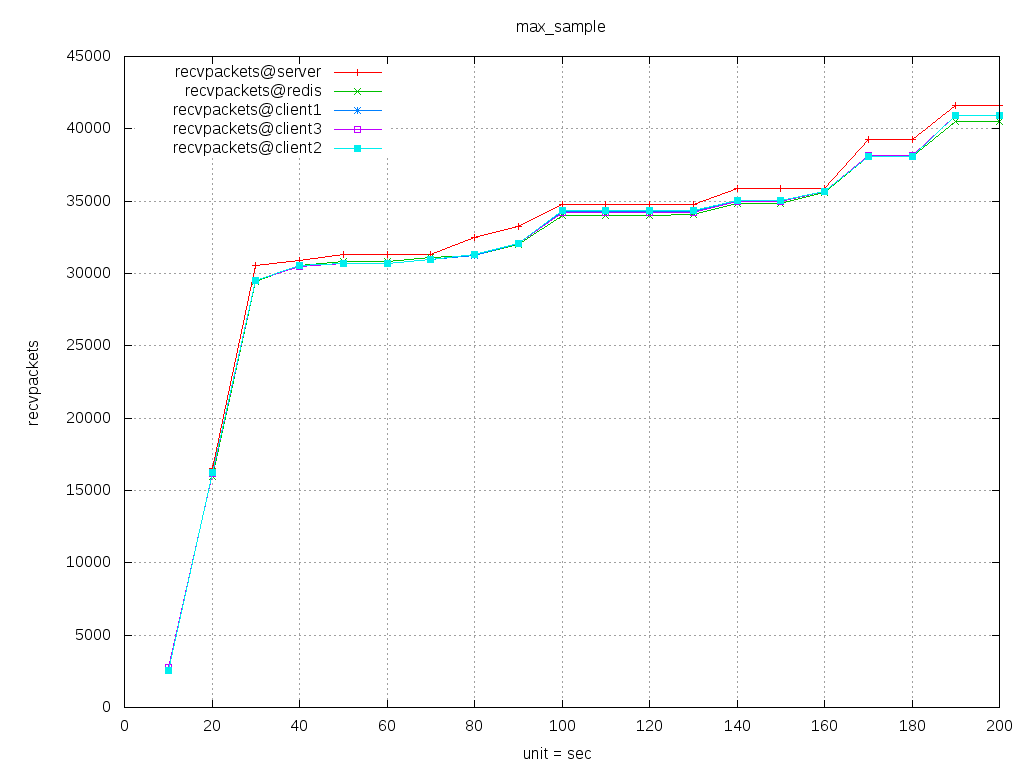 max_sample
45000
40000
35000
30000
25000
20000
15000
10000
5000
0
recvpackets
recvpackets@server
recvpackets@redis
recvpackets@client1
recvpackets@client3
recvpackets@client2
0 20 40 60 80 100 120 140 160 180 200
unit = sec